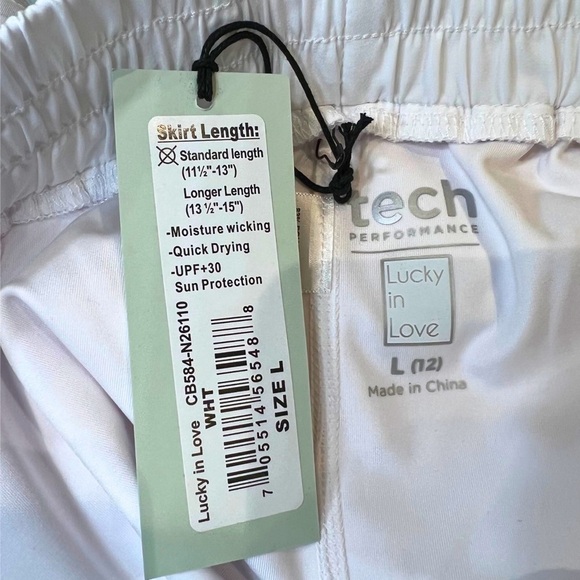 Skirt Length:
Standard length
(11½"-13")
Longer Length
(13 ½"-15")
-Moisture wicking
-Quick Drying
-UPF+30
Sun Protection
Lucky in Love CB584-N26110
WHT
7 05514 56548 8
SIZE L
tech
PERFORMANCE
Lucky
in
Love
L (12)
Made in China